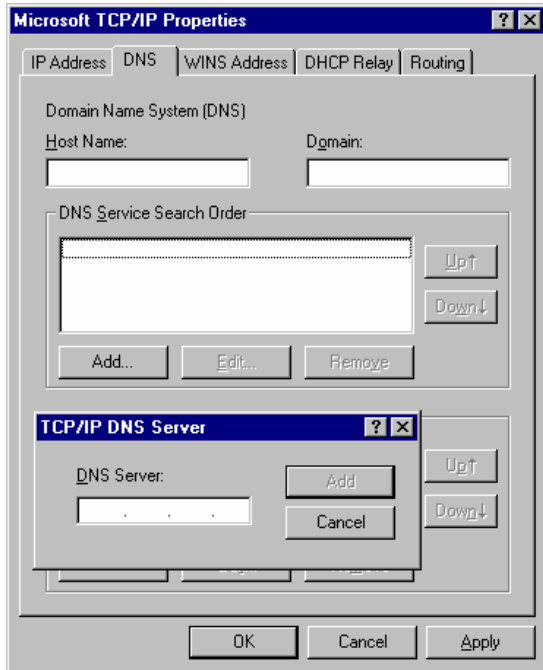 Microsoft TCP/IP Properties
IP Address DNS WINS Address DHCP Relay Routing
Domain Name System (DNS)
Host Name: Domain:
DNS Service Search Order
Up↑
Down↓
Add... Edit... Remove
TCP/IP DNS Server
DNS Server:
. . .
Add
Cancel
Up↑
Down↓
OK Cancel Apply